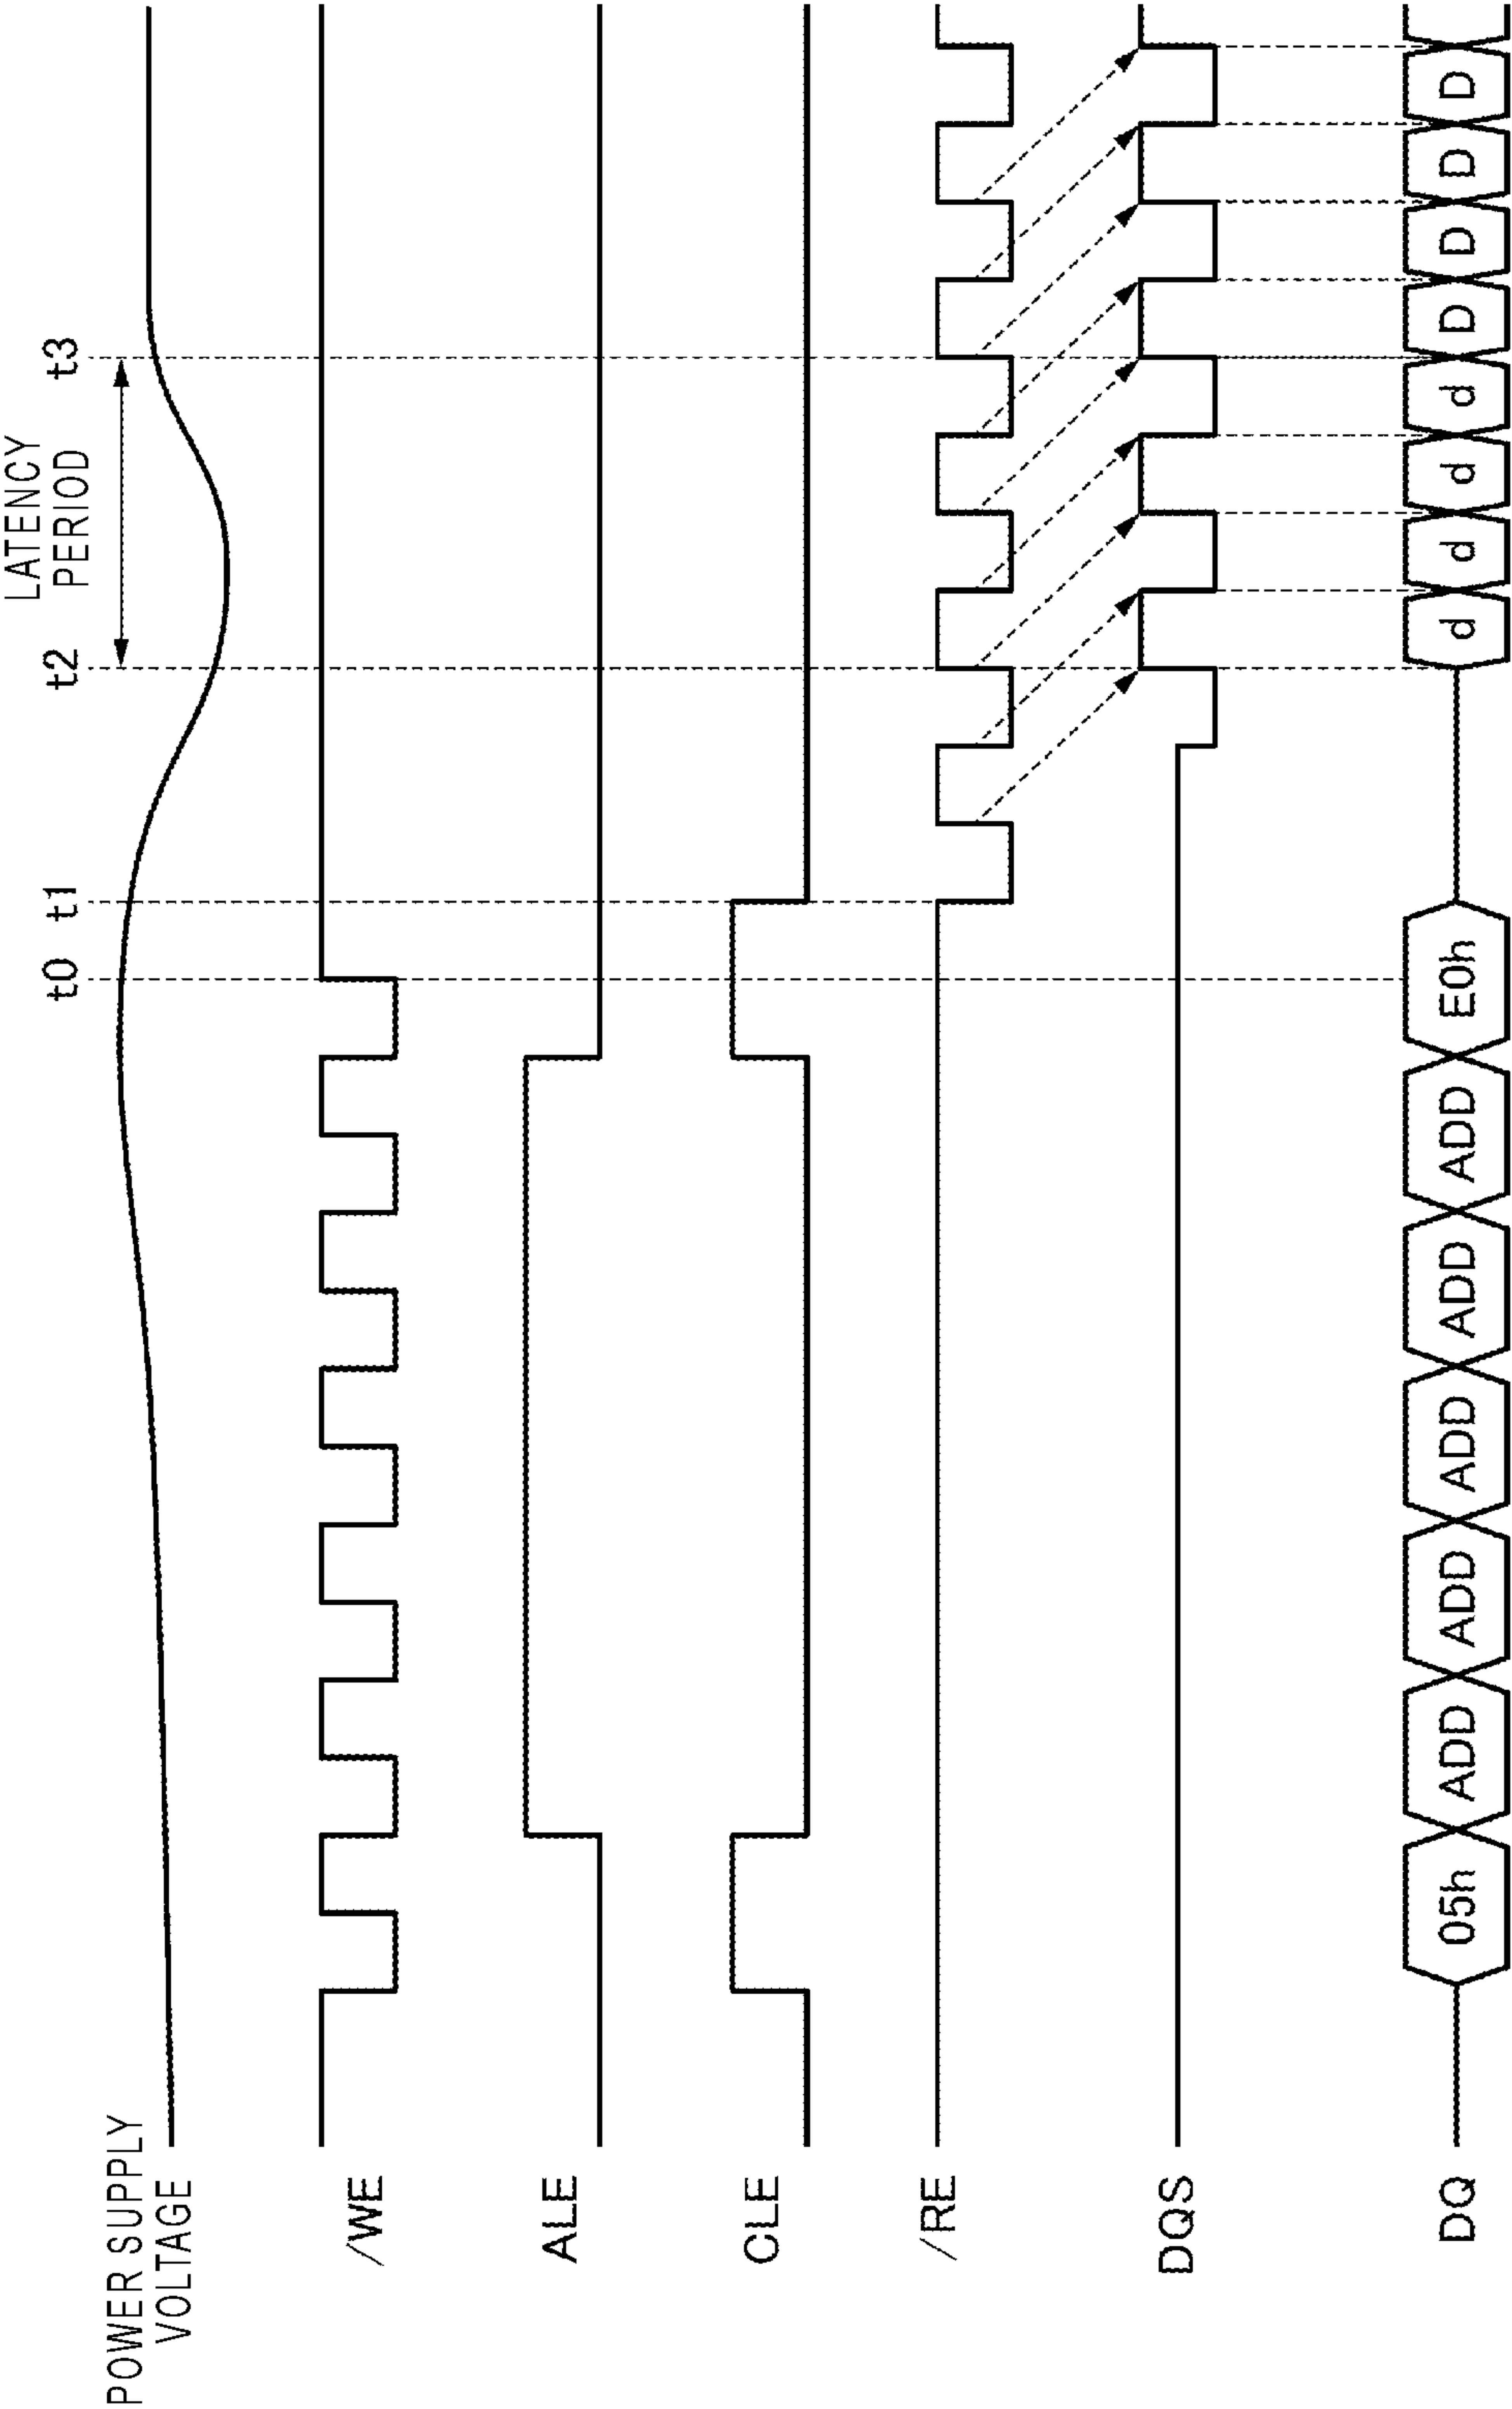 LATENCY
PERIOD
t0 t1 t2 t3
POWER SUPPLY
VOLTAGE
/WE
ALE
CLE
/RE
DQS
DQ 05h ADD ADD ADD ADD ADD E0h d d d d D D D D